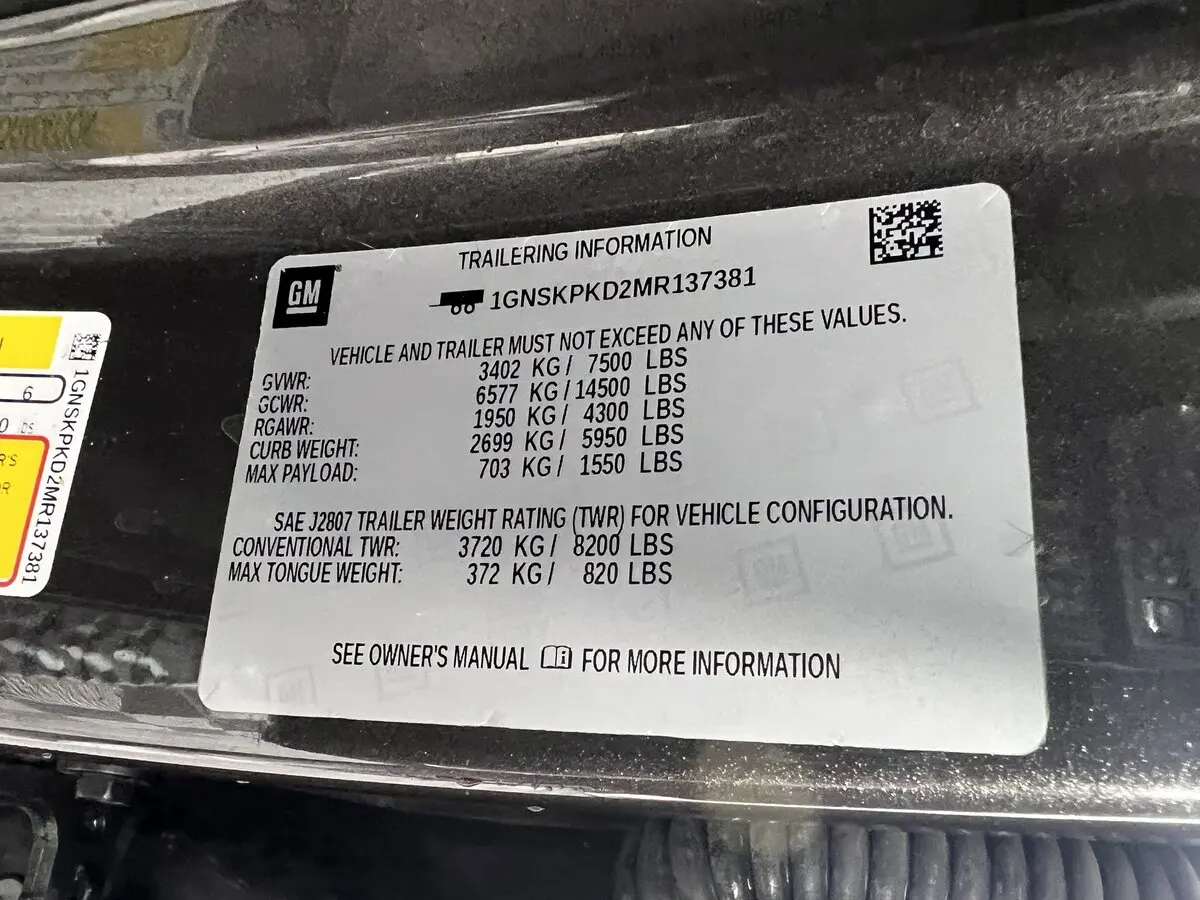 TRAILERING INFORMATION
GM
1GNSKPKD2MR137381
VEHICLE AND TRAILER MUST NOT EXCEED ANY OF THESE VALUES.
GVWR: 3402 KG / 7500 LBS
GCWR: 6577 KG / 14500 LBS
RGAWR: 1950 KG / 4300 LBS
CURB WEIGHT: 2699 KG / 5950 LBS
MAX PAYLOAD: 703 KG / 1550 LBS
SAE J2807 TRAILER WEIGHT RATING (TWR) FOR VEHICLE CONFIGURATION.
CONVENTIONAL TWR: 3720 KG / 8200 LBS
MAX TONGUE WEIGHT: 372 KG / 820 LBS
SEE OWNER'S MANUAL FOR MORE INFORMATION
6
1GNSKPKD2MR137381